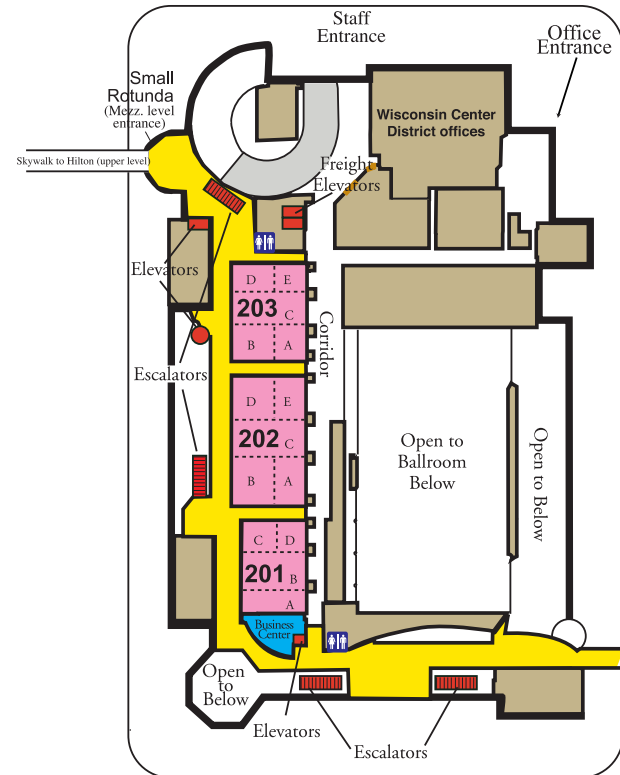 Staff
Entrance
Office
Entrance
Small
Rotunda
(Mezz. level
entrance)
Wisconsin Center
District offices
Skywalk to Hilton (upper level)
Freight
Elevators
Elevators
D
E
203
C
B
A
Corridor
Escalators
D
E
202
C
B
A
Open to
Ballroom
Below
Open to Below
C
D
201
B
A
Business
Center
Open
to
Below
Elevators
Escalators